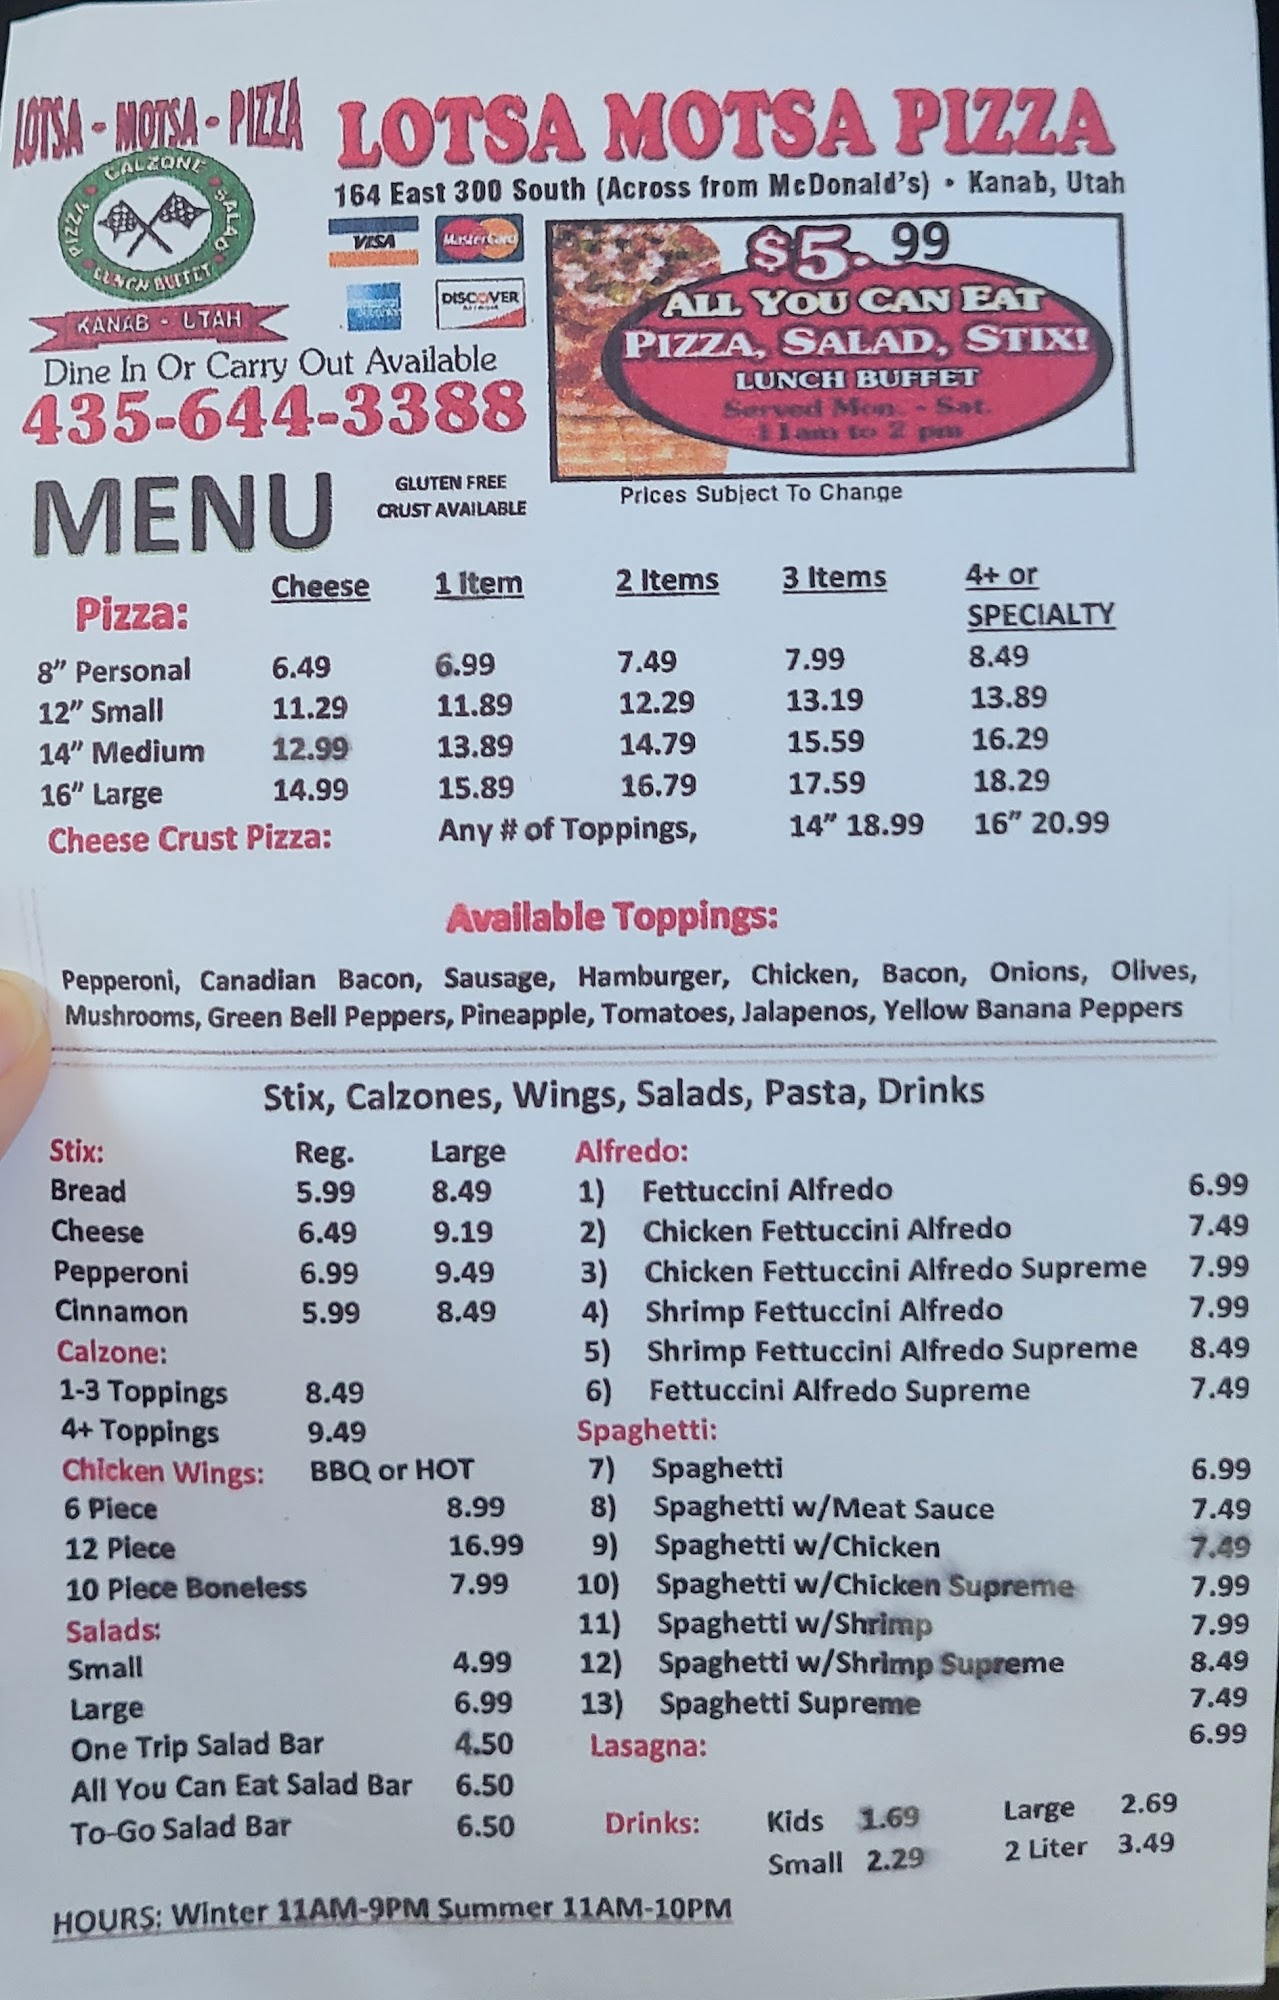 LOTSA - MOTSA - PIZZA
CALZONE
PIZZA
SALAD
LUNCH BUFFET
KANAB - UTAH
Dine In Or Carry Out Available
435-644-3388
LOTSA MOTSA PIZZA
164 East 300 South (Across from McDonald's) • Kanab, Utah
VISA
MasterCard
DISCOVER
$5.99
ALL YOU CAN EAT
PIZZA, SALAD, STIX!
LUNCH BUFFET
Served Mon. - Sat.
11am to 2 pm
Prices Subject To Change
MENU
GLUTEN FREE
CRUST AVAILABLE
Pizza: Cheese 1 Item 2 Items 3 Items 4+ or
SPECIALTY
8" Personal 6.49 6.99 7.49 7.99 8.49
12" Small 11.29 11.89 12.29 13.19 13.89
14" Medium 12.99 13.89 14.79 15.59 16.29
16" Large 14.99 15.89 16.79 17.59 18.29
Cheese Crust Pizza: Any # of Toppings, 14" 18.99 16" 20.99
Available Toppings:
Pepperoni, Canadian Bacon, Sausage, Hamburger, Chicken, Bacon, Onions, Olives,
Mushrooms, Green Bell Peppers, Pineapple, Tomatoes, Jalapenos, Yellow Banana Peppers
Stix, Calzones, Wings, Salads, Pasta, Drinks
Stix: Reg. Large
Bread 5.99 8.49
Cheese 6.49 9.19
Pepperoni 6.99 9.49
Cinnamon 5.99 8.49
Calzone:
1-3 Toppings 8.49
4+ Toppings 9.49
Chicken Wings: BBQ or HOT
6 Piece 8.99
12 Piece 16.99
10 Piece Boneless 7.99
Salads:
Small 4.99
Large 6.99
One Trip Salad Bar 4.50
All You Can Eat Salad Bar 6.50
To-Go Salad Bar 6.50
Alfredo:
1) Fettuccini Alfredo 6.99
2) Chicken Fettuccini Alfredo 7.49
3) Chicken Fettuccini Alfredo Supreme 7.99
4) Shrimp Fettuccini Alfredo 7.99
5) Shrimp Fettuccini Alfredo Supreme 8.49
6) Fettuccini Alfredo Supreme 7.49
Spaghetti:
7) Spaghetti 6.99
8) Spaghetti w/Meat Sauce 7.49
9) Spaghetti w/Chicken 7.49
10) Spaghetti w/Chicken Supreme 7.99
11) Spaghetti w/Shrimp 7.99
12) Spaghetti w/Shrimp Supreme 8.49
13) Spaghetti Supreme 7.49
Lasagna: 6.99
Drinks: Kids 1.69 Large 2.69
Small 2.29 2 Liter 3.49
HOURS: Winter 11AM-9PM Summer 11AM-10PM